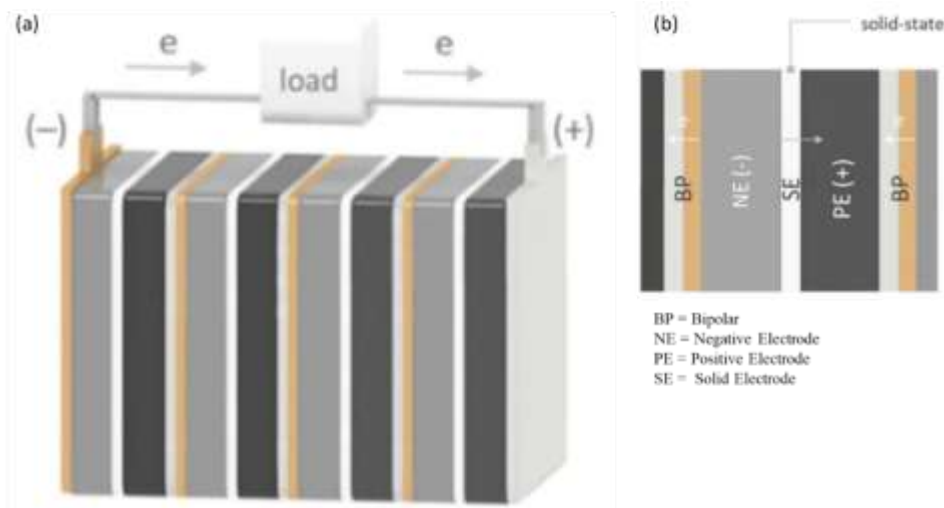 (a)
e
load
e
(−)
(+)
(b)
solid-state
BP
NE (-)
SE
PE (+)
BP
BP = Bipolar
NE = Negative Electrode
PE = Positive Electrode
SE = Solid Electrode